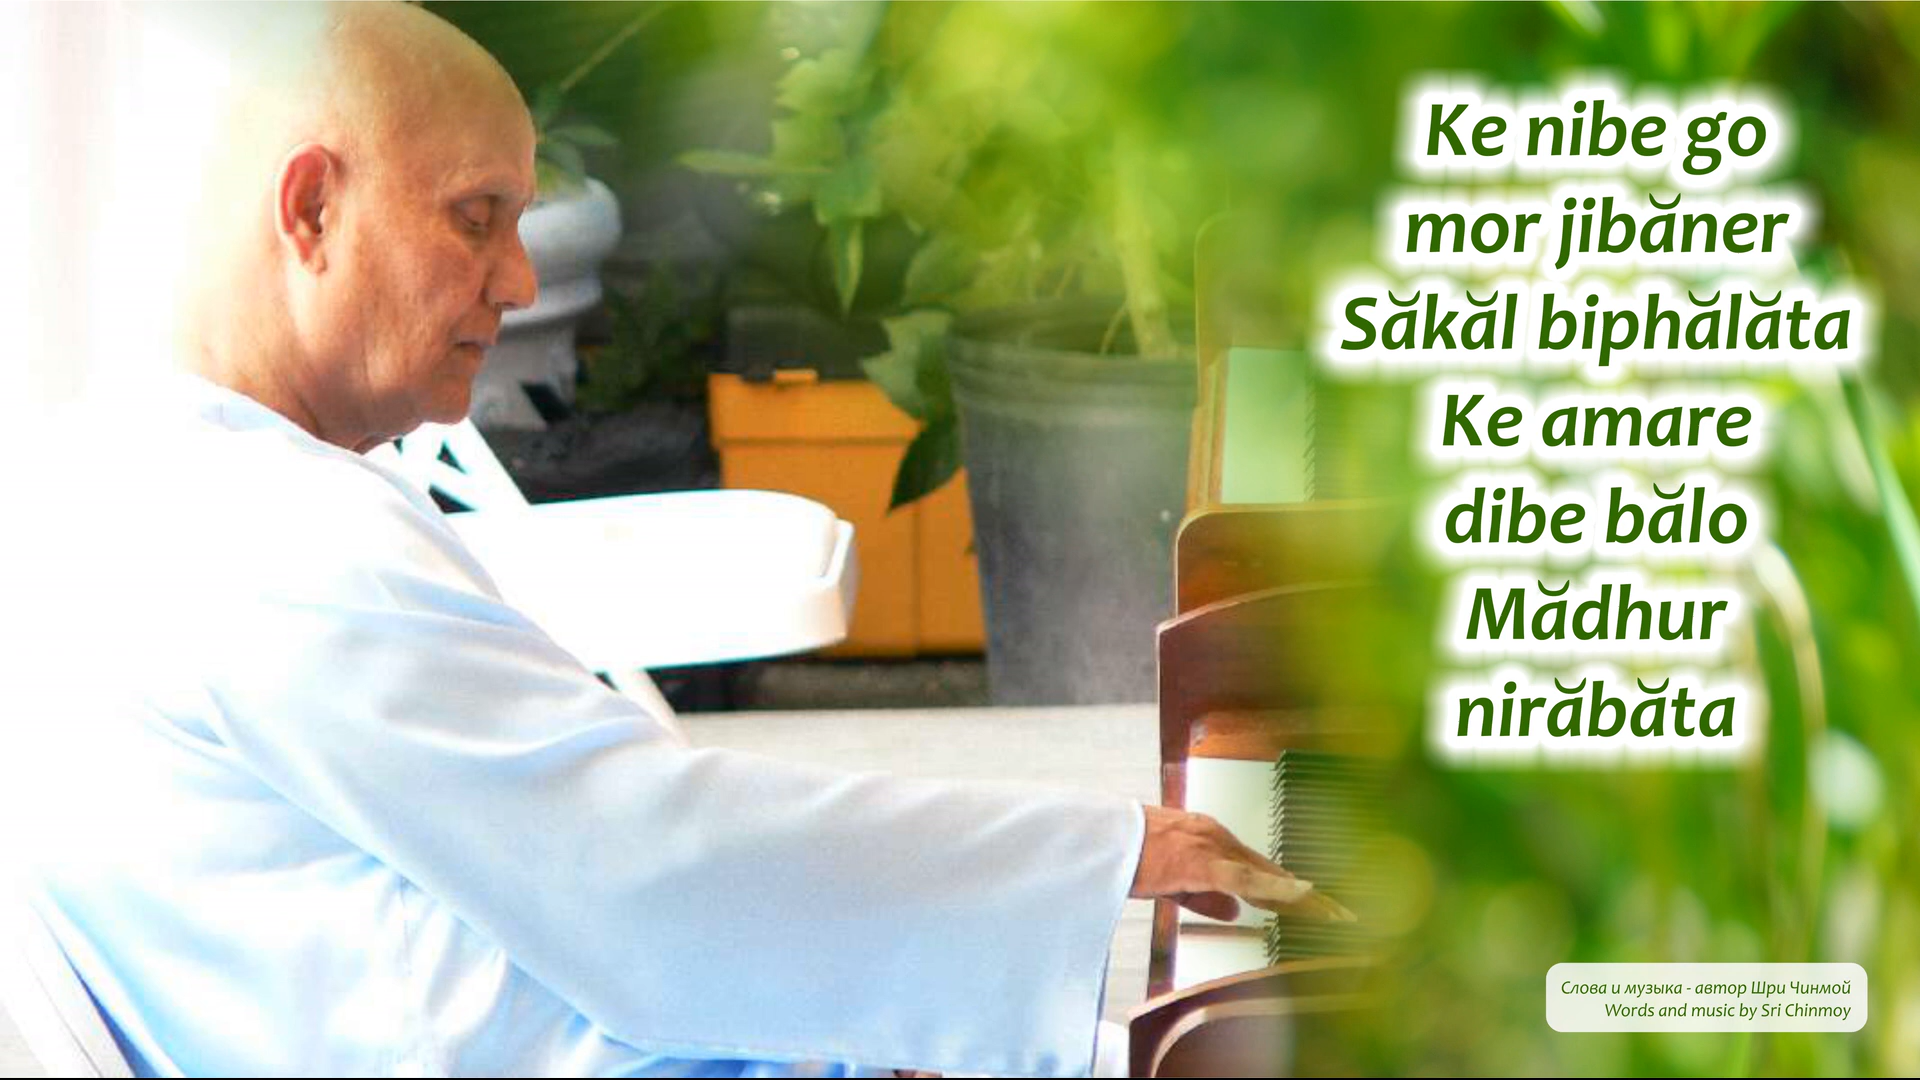 Ke nibe go
mor jibăner
Săkăl biphălăta
Ke amare
dibe bălo
Mădhur
nirăbăta
Слова и музыка - автор Шри Чинмой
Words and music by Sri Chinmoy